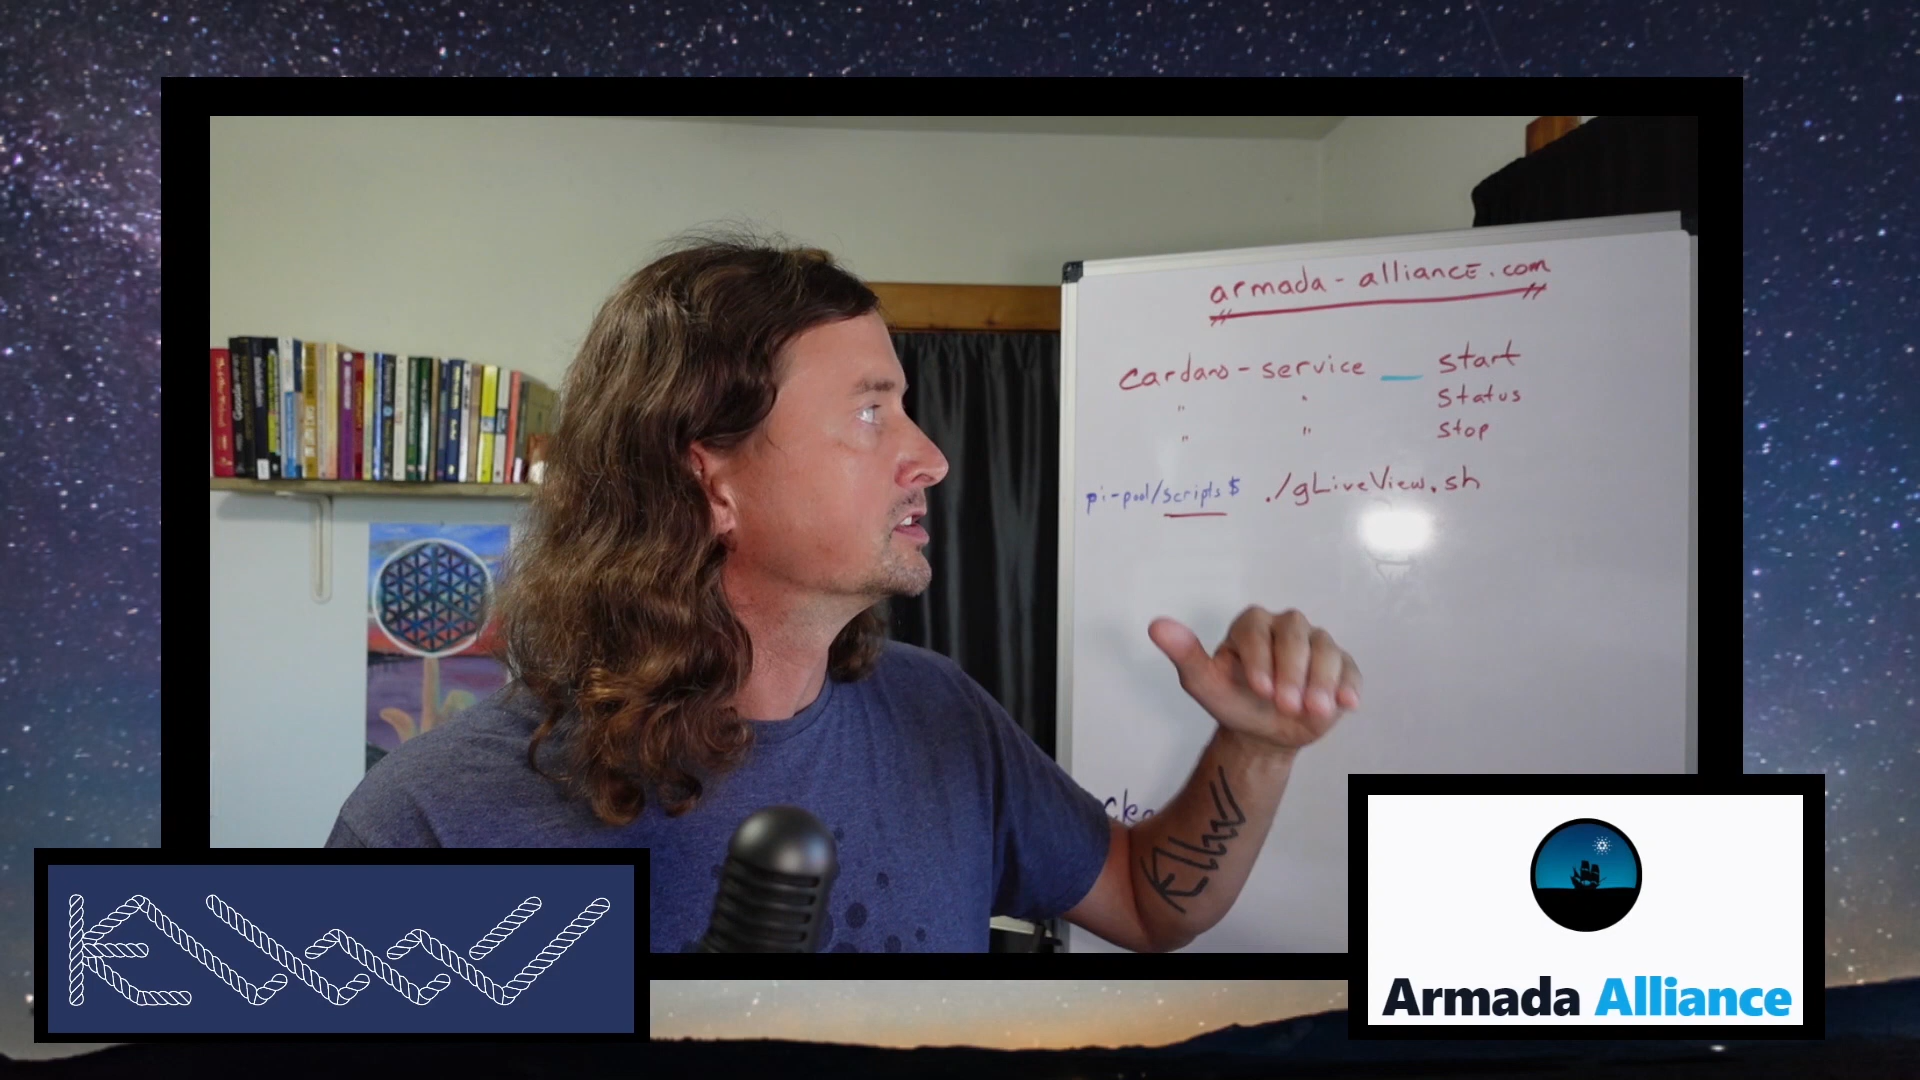 armada-alliance.com
cardano-service _ start
" " status
" " stop
pi-pool/scripts$ ./gLiveView.sh
Armada Alliance